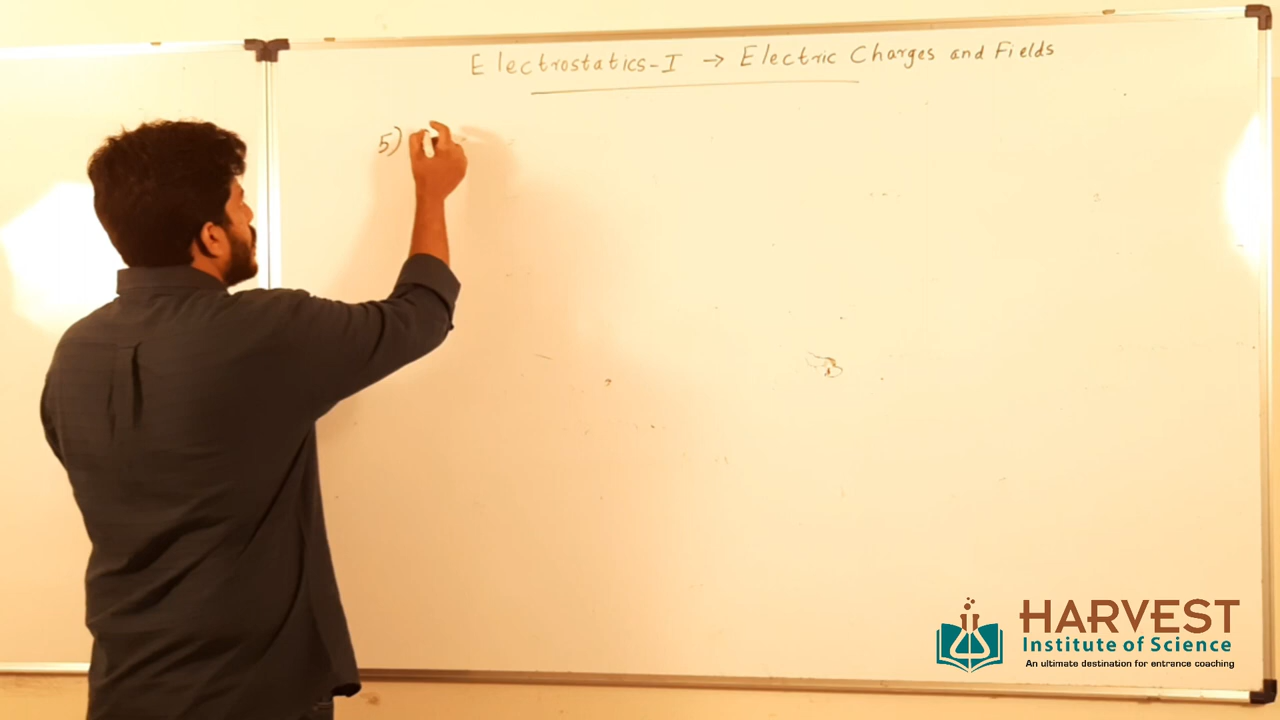 Electrostatics-I → Electric Charges and Fields
5)
HARVEST
Institute of Science
An ultimate destination for entrance coaching